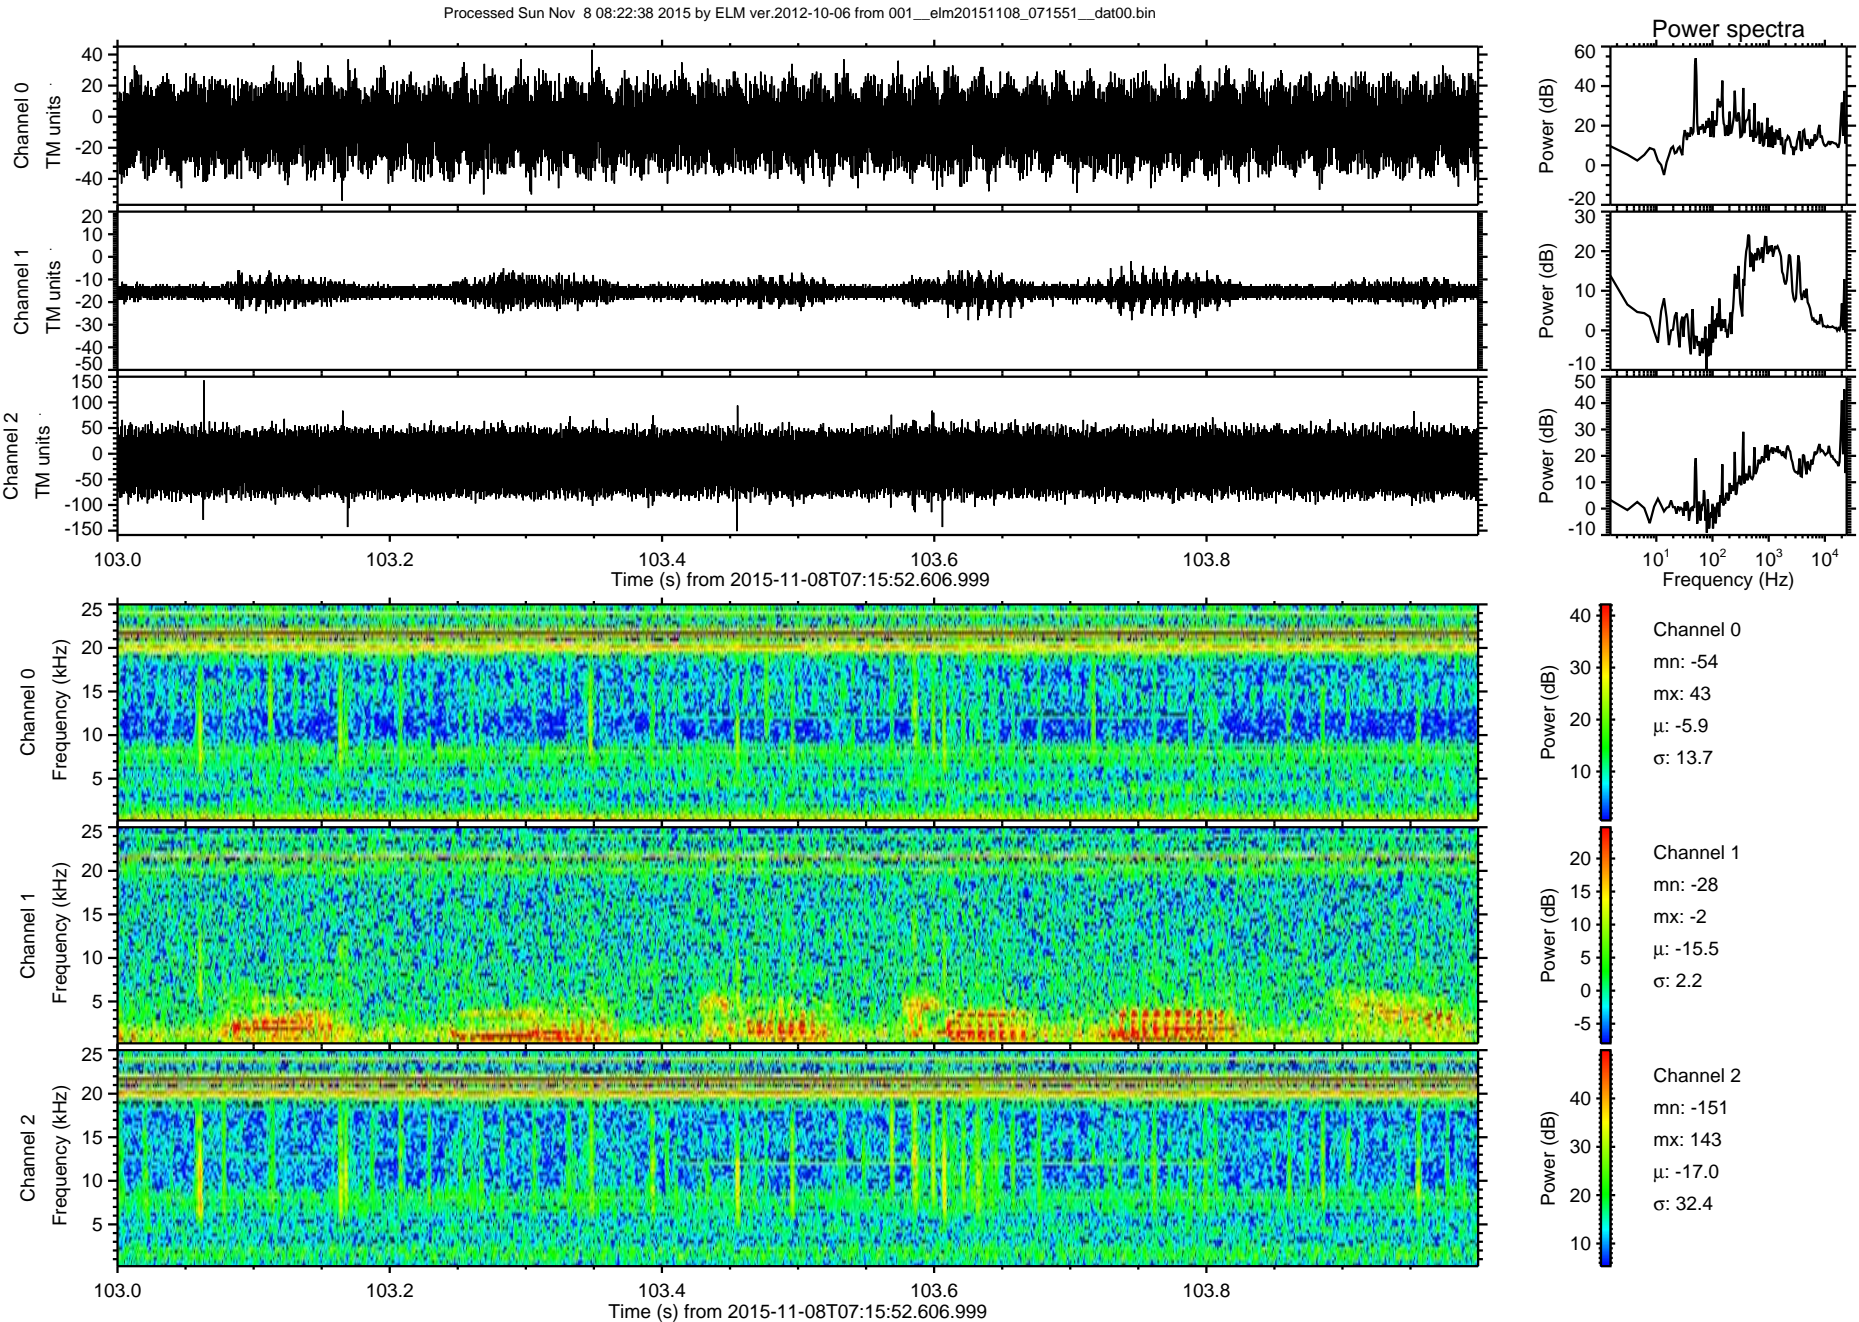 Processed Sun Nov  8 08:22:38 2015 by ELM ver.2012-10-06 from 001__elm20151108_071551__dat00.bin
Power spectra
Channel 0
TM units
40
20
0
-20
-40
Power (dB)
60
40
20
0
-20
Channel 1
TM units
20
10
0
-10
-20
-30
-40
-50
Power (dB)
30
20
10
0
-10
Channel 2
TM units
150
100
50
0
-50
-100
-150
Power (dB)
50
40
30
20
10
0
-10
103.0 103.2 103.4 103.6 103.8
Time (s) from 2015-11-08T07:15:52.606.999
10¹ 10² 10³ 10⁴
Frequency (Hz)
Channel 0
Frequency (kHz)
25
20
15
10
5
Power (dB)
40
30
20
10
Channel 0
mn: -54
mx: 43
μ: -5.9
σ: 13.7
Channel 1
Frequency (kHz)
25
20
15
10
5
Power (dB)
20
15
10
5
0
-5
Channel 1
mn: -28
mx: -2
μ: -15.5
σ: 2.2
Channel 2
Frequency (kHz)
25
20
15
10
5
Power (dB)
40
30
20
10
Channel 2
mn: -151
mx: 143
μ: -17.0
σ: 32.4
103.0 103.2 103.4 103.6 103.8
Time (s) from 2015-11-08T07:15:52.606.999